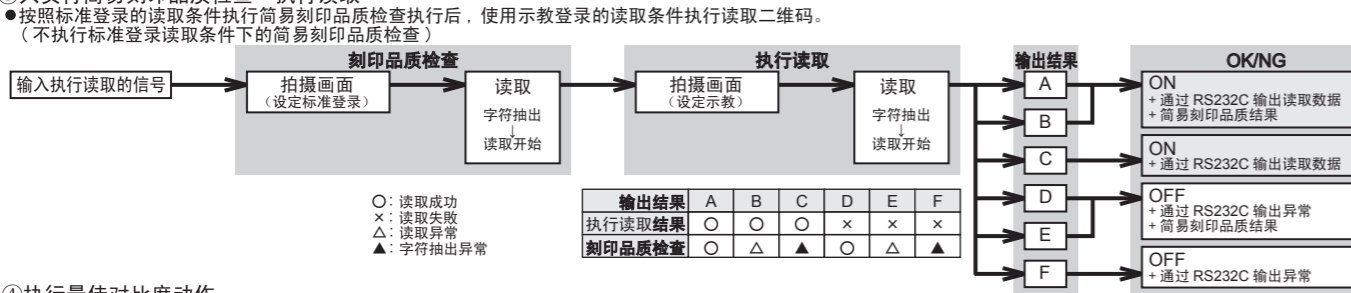 ●按照标准登录的读取条件执行简易刻印品质检查执行后，使用示教登录的读取条件执行读取二维码。
（不执行标准登录读取条件下的简易刻印品质检查）
刻印品质检查
执行读取
输出结果
OK/NG
输入执行读取的信号
拍摄画面
（设定标准登录）
读取
字符抽出
↓
读取开始
拍摄画面
（设定示教）
读取
字符抽出
↓
读取开始
A
B
C
D
E
F
ON
+ 通过 RS232C 输出读取数据
+ 简易刻印品质结果
ON
+ 通过 RS232C 输出读取数据
OFF
+ 通过 RS232C 输出异常
+ 简易刻印品质结果
OFF
+ 通过 RS232C 输出异常
○：读取成功
×：读取失败
△：读取异常
▲：字符抽出异常
输出结果 A B C D E F
执行读取结果 ○ ○ ○ × × ×
刻印品质检查 ○ △ ▲ ○ △ ▲